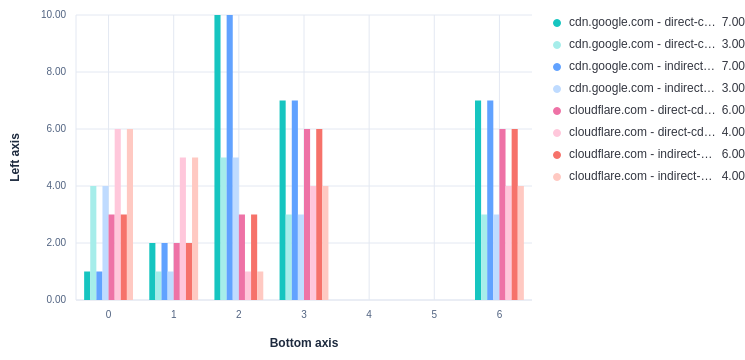 10.00
8.00
6.00
4.00
2.00
0.00
Left axis
0 1 2 3 4 5 6
Bottom axis
cdn.google.com - direct-c... 7.00
cdn.google.com - direct-c... 3.00
cdn.google.com - indirect... 7.00
cdn.google.com - indirect... 3.00
cloudflare.com - direct-cd... 6.00
cloudflare.com - direct-cd... 4.00
cloudflare.com - indirect-... 6.00
cloudflare.com - indirect-... 4.00